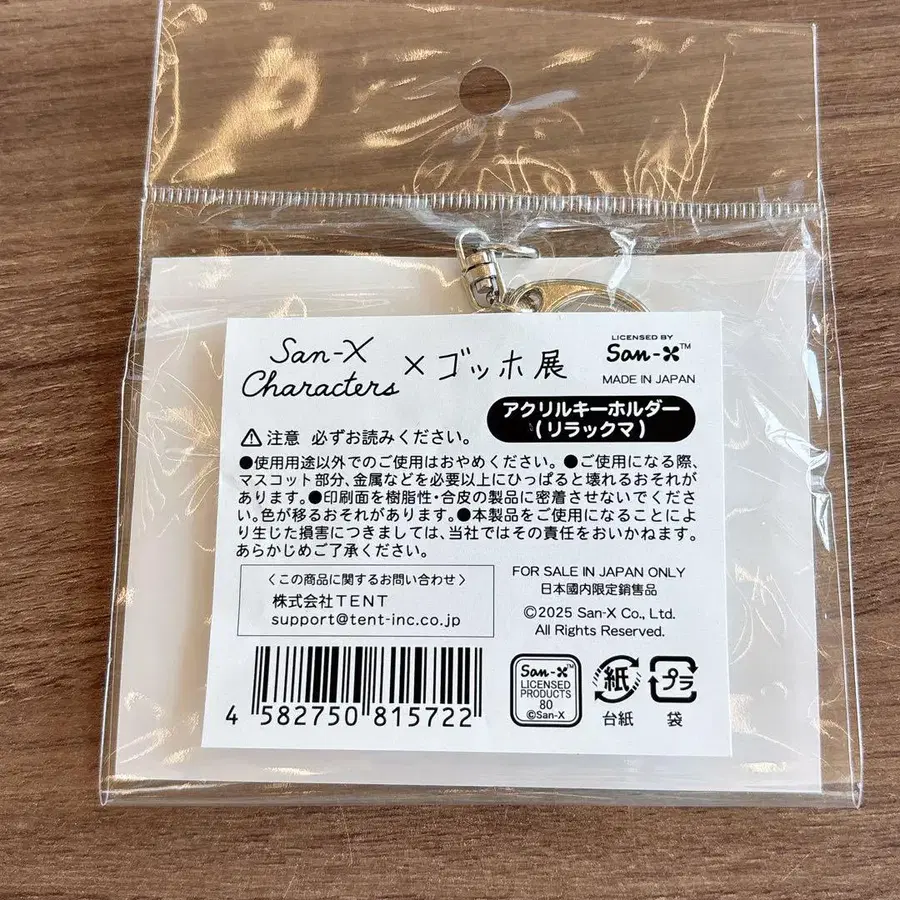 San-X
Characters × ゴッホ展
LICENSED BY
San-X™
MADE IN JAPAN
アクリルキーホルダー
(リラックマ)
⚠注意 必ずお読みください。
●使用用途以外でのご使用はおやめください。●ご使用になる際、
マスコット部分、金属などを必要以上にひっぱると壊れるおそれが
あります。●印刷面を樹脂性・合皮の製品に密着させないでくださ
い。色が移るおそれがあります。●本製品をご使用になることによ
り生じた損害につきましては、当社ではその責任をおいかねます。
あらかじめご了承ください。
〈この商品に関するお問い合わせ〉
株式会社TENT
support@tent-inc.co.jp
FOR SALE IN JAPAN ONLY
日本國内限定銷售品
©2025 San-X Co., Ltd.
All Rights Reserved.
4 582750 815722
San-X™
LICENSED
PRODUCTS
80
©San-X
紙
台紙
プラ
袋